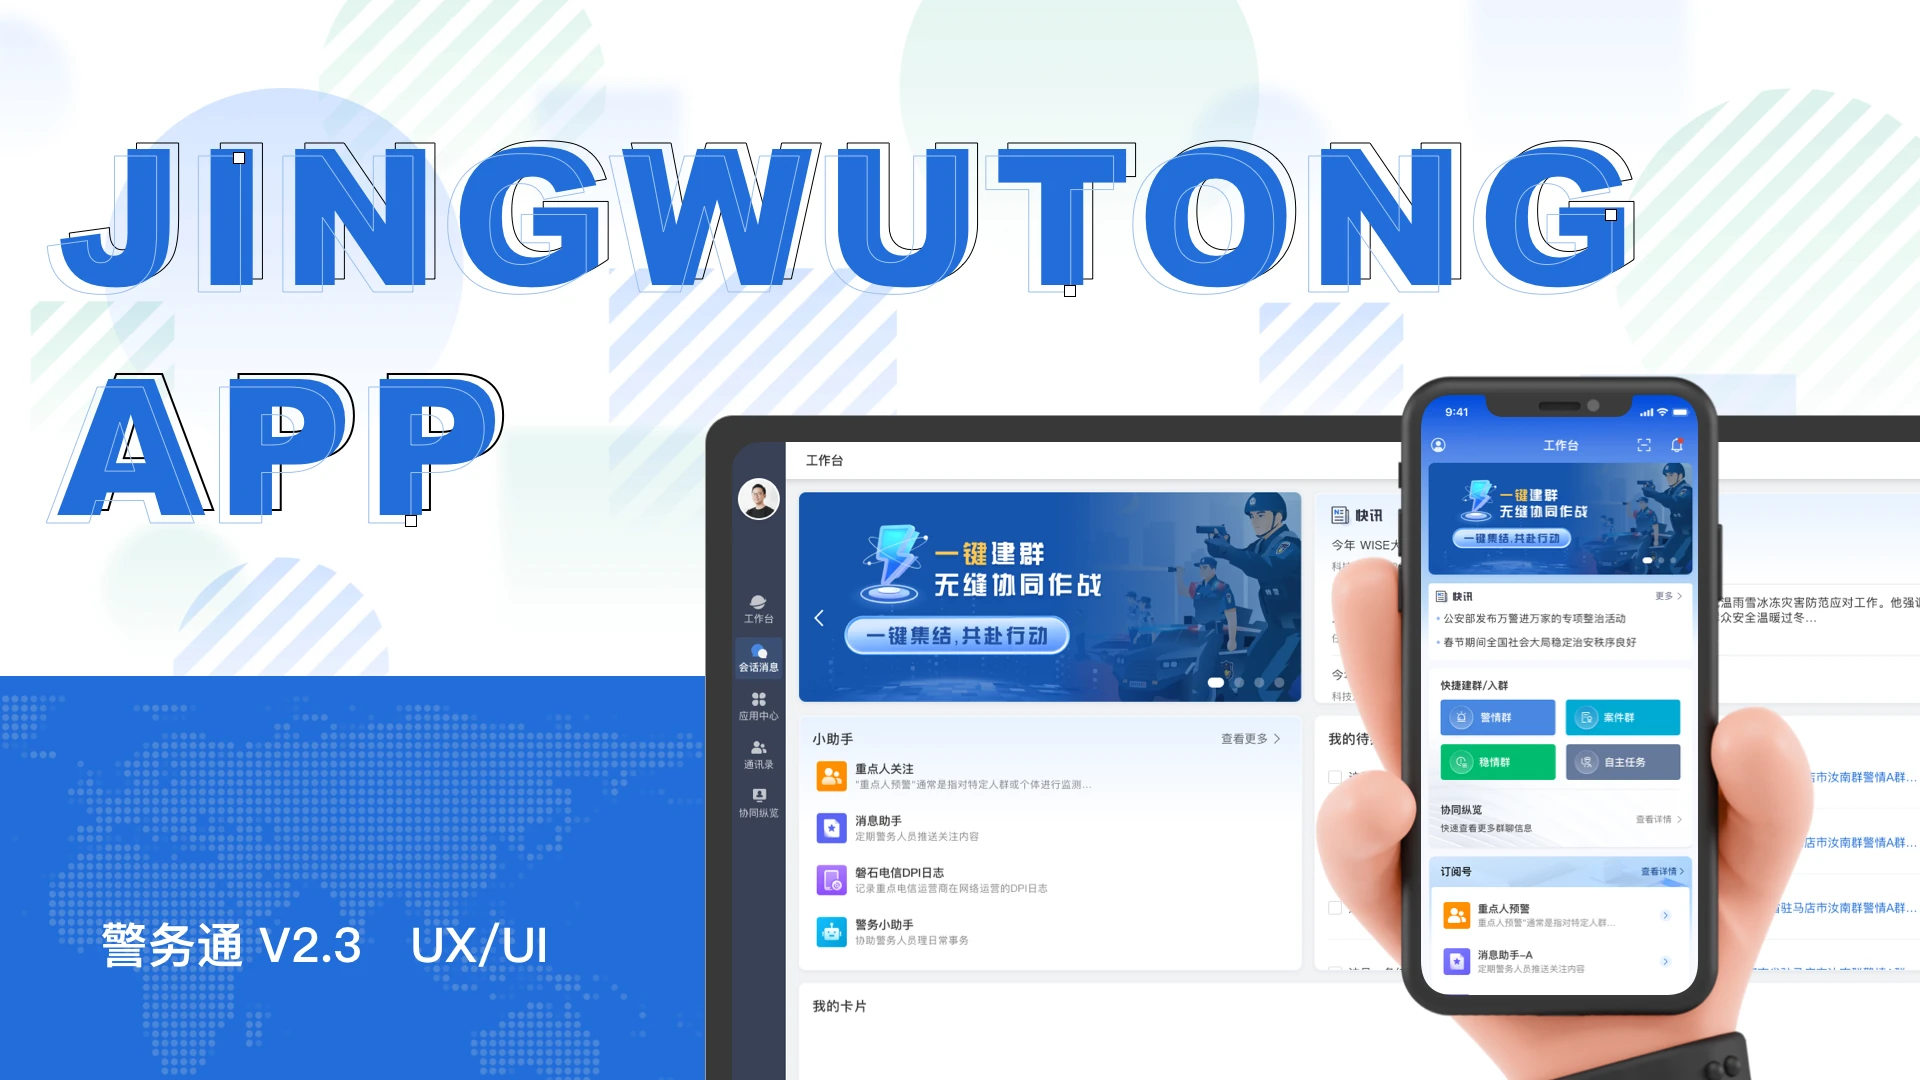 JINGWUTONG
APP
警务通 V2.3 UX/UI
工作台
会话消息
应用中心
通讯录
协同纵览
工作台
一键建群
无缝协同作战
一键集结,共赴行动
小助手
查看更多
重点人关注
“重点人预警”通常是指对特定人群或个体进行监测...
消息助手
定期警务人员推送关注内容
磐石电信DPI日志
记录重点电信运营商在网络运营的DPI日志
警务小助手
协助警务人员理日常事务
我的卡片
快讯
今年 WISE大
科技
今年
科技
我的待
温雨雪冰冻灾害防范应对工作。他强调
众安全温暖过冬...
店市汝南群警情A群...
店市汝南群警情A群...
驻马店市汝南群警情A群...
9:41
工作台
一键建群
无缝协同作战
一键集结,共赴行动
快讯
更多
公安部发布万警进万家的专项整治活动
春节期间全国社会大局稳定治安秩序良好
快捷建群/入群
警情群
案件群
稳情群
自主任务
协同纵览
快速查看更多群聊信息
查看详情
订阅号
查看详情
重点人预警
“重点人预警”通常是指对特定人群...
消息助手-A
定期警务人员推送关注内容